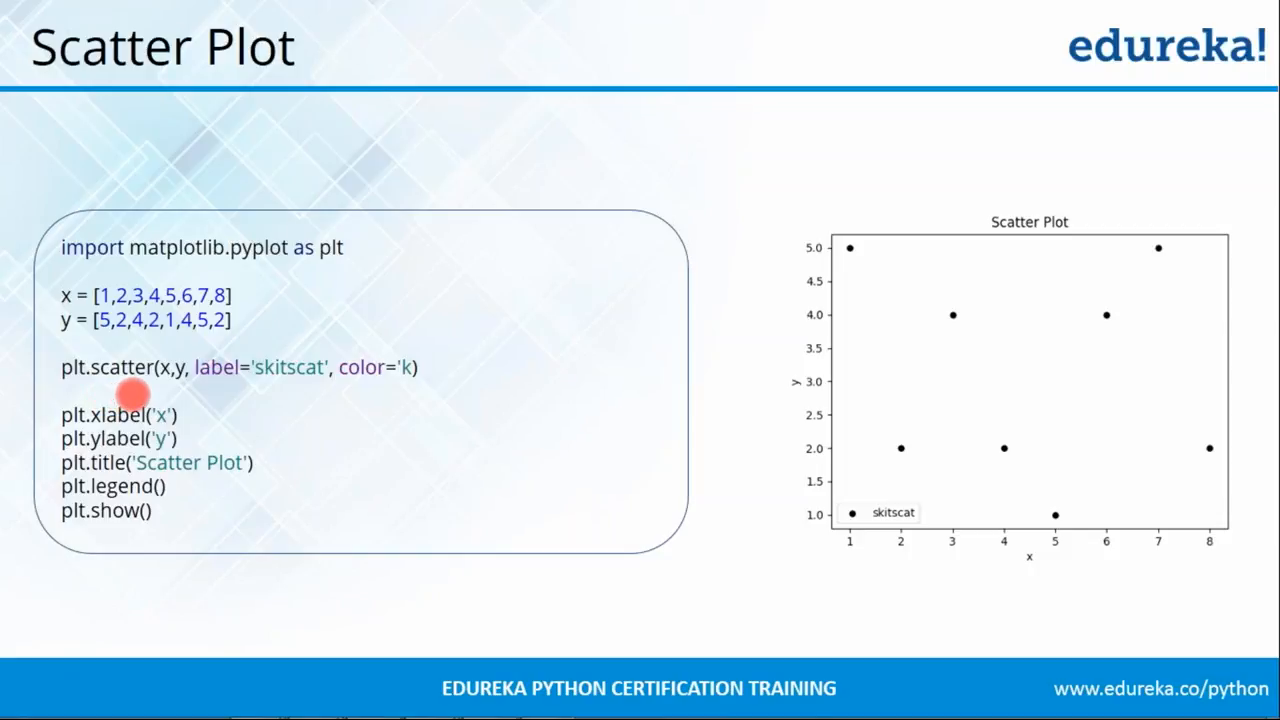 Scatter Plot
edureka!
import matplotlib.pyplot as plt
x = [1,2,3,4,5,6,7,8]
y = [5,2,4,2,1,4,5,2]
plt.scatter(x,y, label='skitscat', color='k)
plt.xlabel('x')
plt.ylabel('y')
plt.title('Scatter Plot')
plt.legend()
plt.show()
Scatter Plot
5.0
4.5
4.0
3.5
3.0
2.5
2.0
1.5
1.0
y
skitscat
1 2 3 4 5 6 7 8
x
EDUREKA PYTHON CERTIFICATION TRAINING
www.edureka.co/python